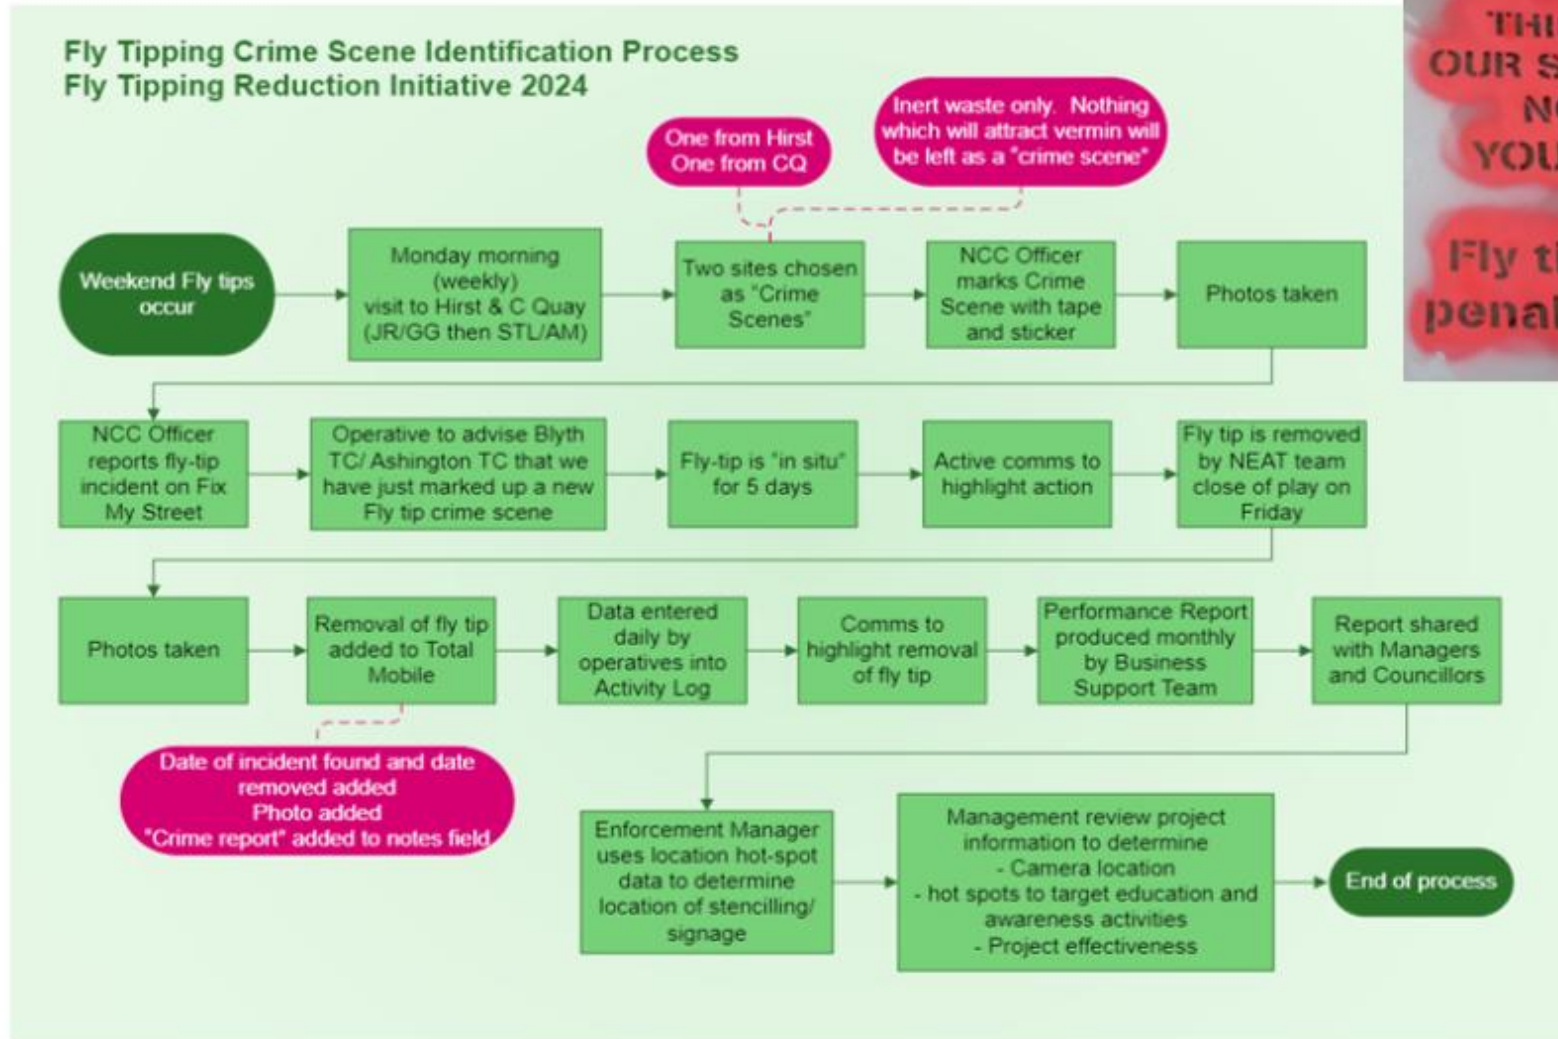 Fly Tipping Crime Scene Identification Process
Fly Tipping Reduction Initiative 2024
One from Hirst
One from CQ
Inert waste only. Nothing
which will attract vermin will
be left as a "crime scene"
OUR
Weekend Fly tips
occur
Monday morning
(weekly)
visit to Hirst & C Quay
(JR/GG then STL/AM)
Two sites chosen
as "Crime
Scenes"
NCC Officer
marks Crime
Scene with tape
and sticker
Photos taken
Fly
NCC Officer
reports fly-tip
incident on Fix
My Street
Operative to advise Blyth
TC/ Ashington TC that we
have just marked up a new
Fly tip crime scene
Fly-tip is "in situ"
for 5 days
Active comms to
highlight action
Fly tip is removed
by NEAT team
close of play on
Friday
Photos taken
Removal of fly tip
added to Total
Mobile
Data entered
daily by
operatives into
Activity Log
Comms to
highlight removal
of fly tip
Performance Report
produced monthly
by Business
Support Team
Report shared
with Managers
and Councillors
Date of incident found and date
removed added
Photo added
"Crime report" added to notes field
Enforcement Manager
uses location hot-spot
data to determine
location of stencilling/
signage
Management review project
information to determine
- Camera location
- hot spots to target education and
awareness activities
- Project effectiveness
End of process